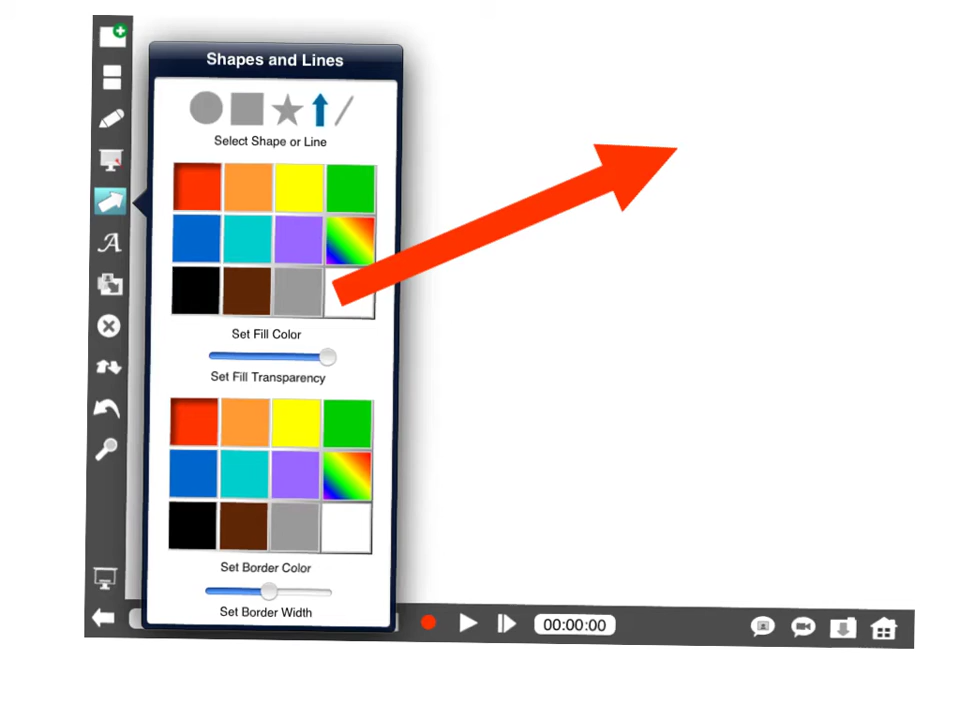 Shapes and Lines
Select Shape or Line
A
Set Fill Color
Set Fill Transparency
Set Border Color
Set Border Width
00:00:00